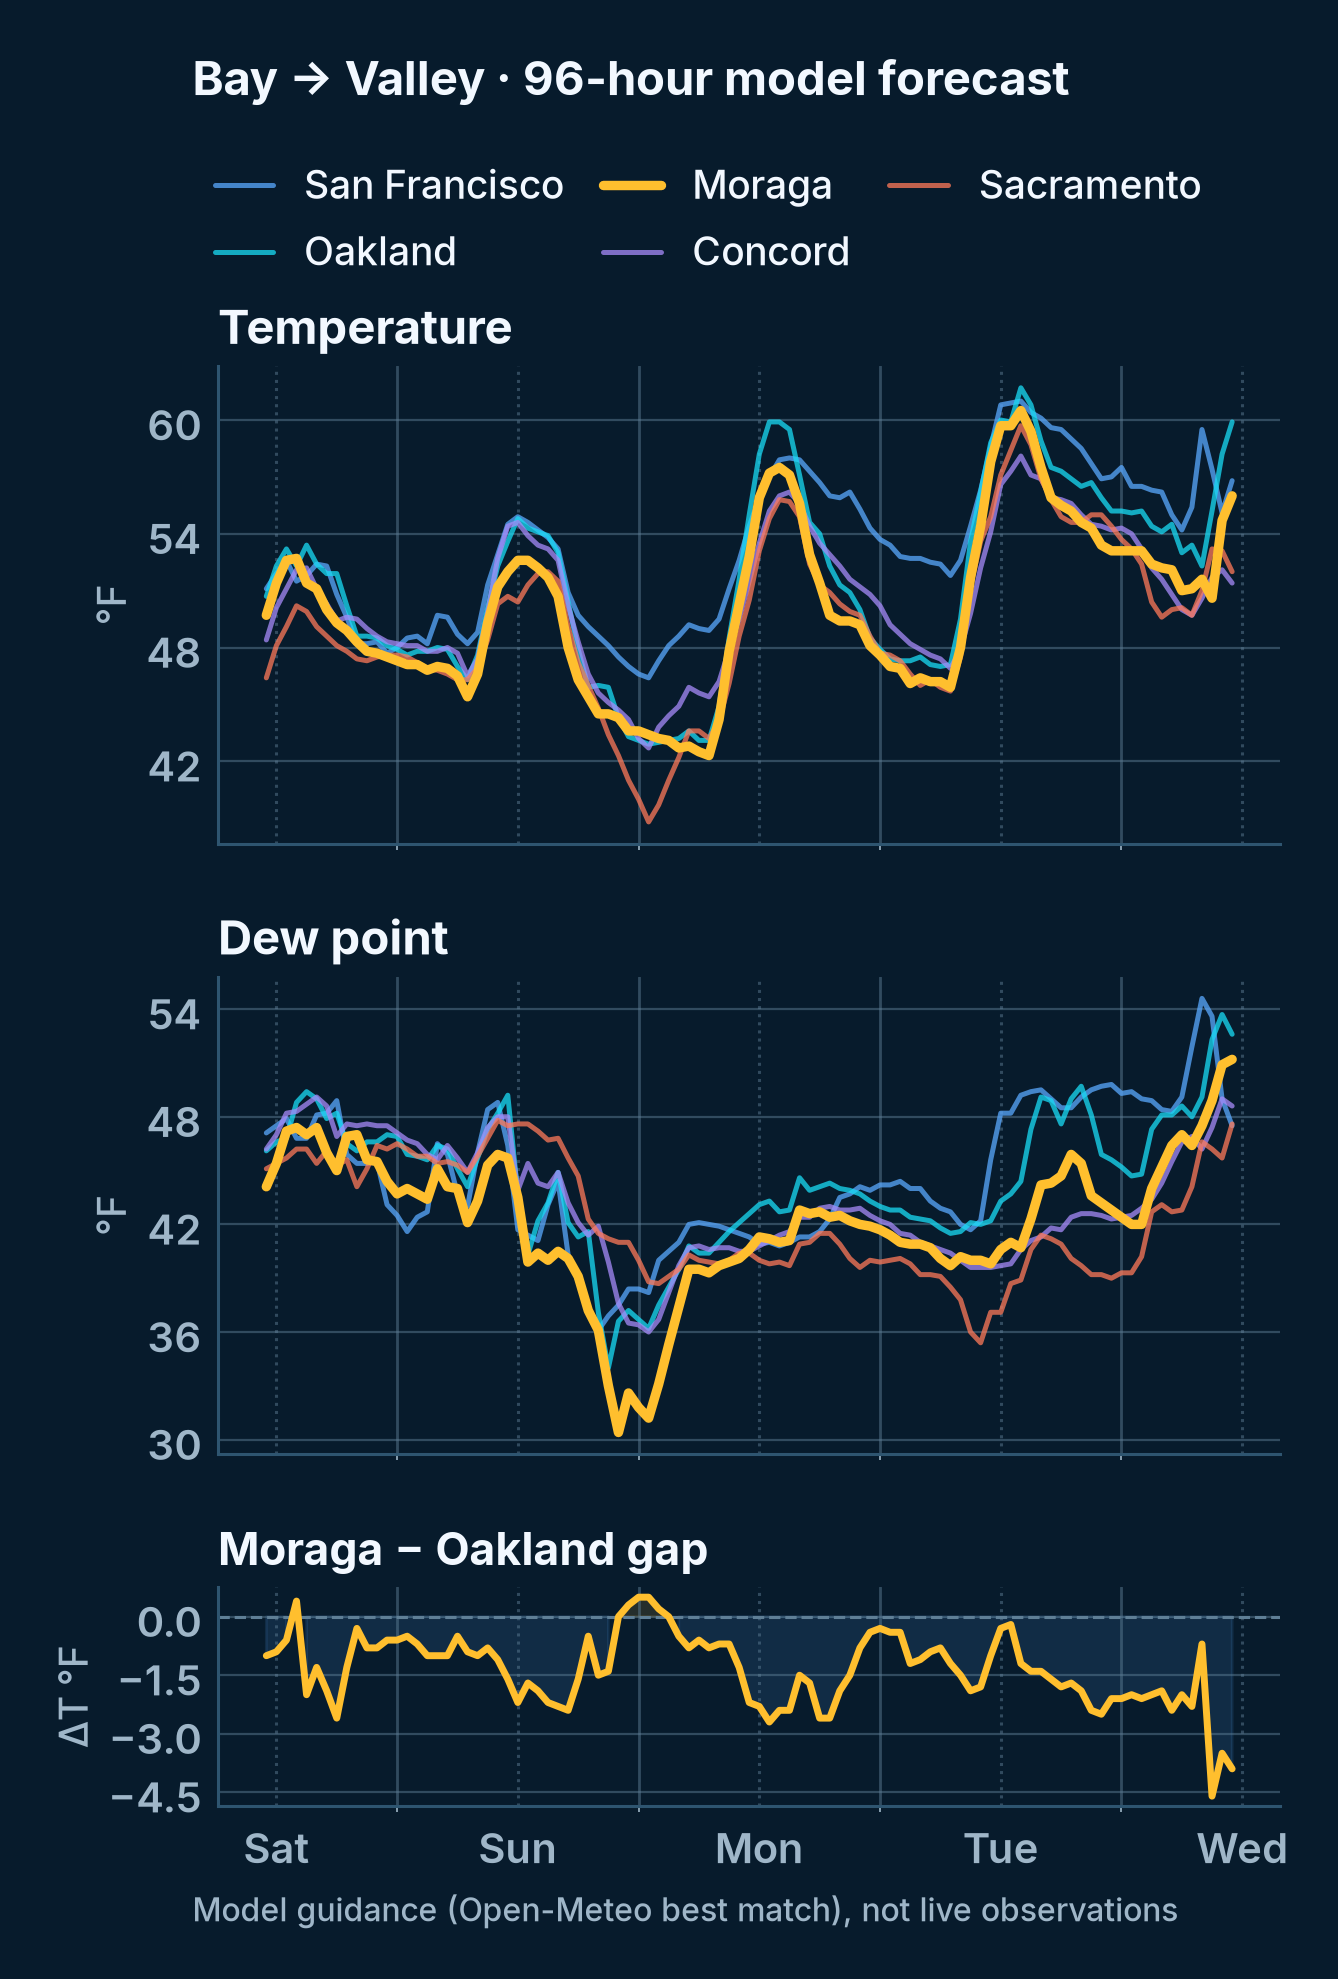 Bay → Valley · 96-hour model forecast
San Francisco Moraga Sacramento
Oakland Concord
Temperature
60
54
°F
48
42
Dew point
54
48
°F
42
36
30
Moraga − Oakland gap
0.0
−1.5
ΔT °F
−3.0
−4.5
Sat Sun Mon Tue Wed
Model guidance (Open-Meteo best match), not live observations